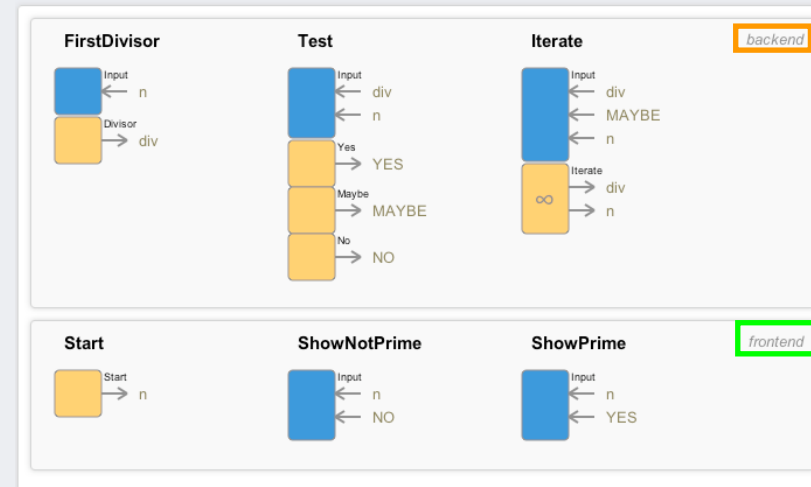 FirstDivisor
Test
Iterate
backend
Input
n
Divisor
div
Input
div
n
Yes
YES
Maybe
MAYBE
No
NO
Input
div
MAYBE
n
Iterate
∞
div
n
Start
ShowNotPrime
ShowPrime
frontend
Start
n
Input
n
NO
Input
n
YES